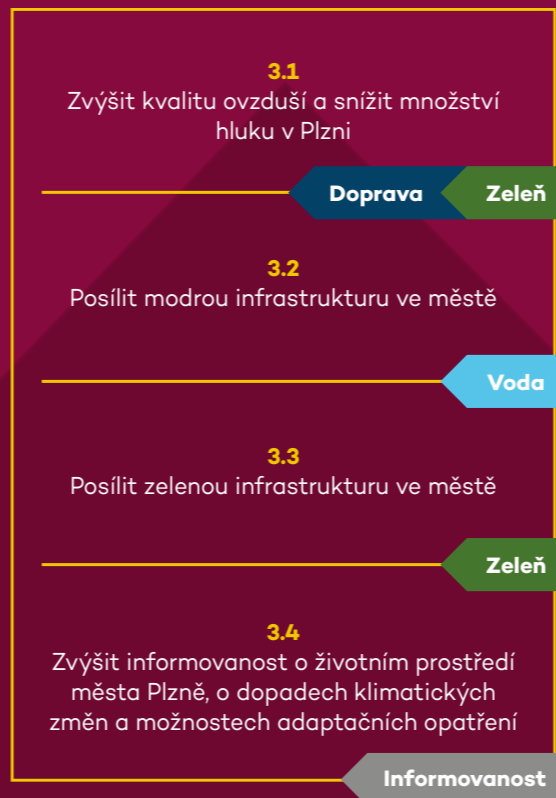 3.1
Zvýšit kvalitu ovzduší a snížit množství
hluku v Plzni
Doprava
Zeleň
3.2
Posílit modrou infrastrukturu ve městě
Voda
3.3
Posílit zelenou infrastrukturu ve městě
Zeleň
3.4
Zvýšit informovanost o životním prostředí
města Plzně, o dopadech klimatických
změn a možnostech adaptačních opatření
Informovanost